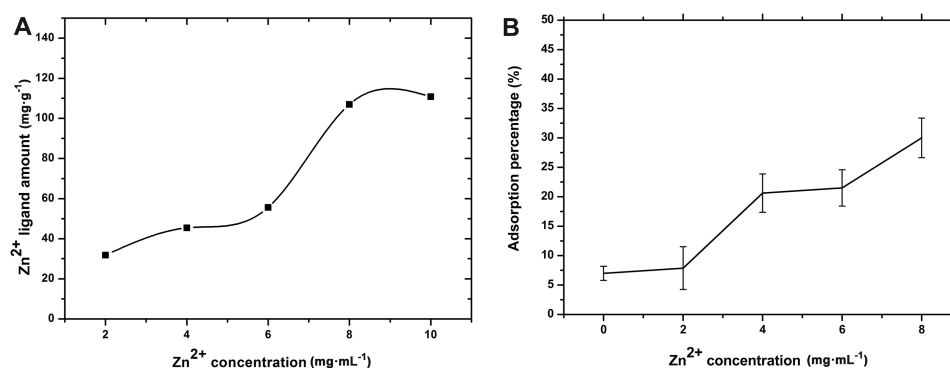 A
140
120
100
80
60
40
20
0
2 4 6 8 10
Zn²⁺ ligand amount (mg·g⁻¹)
Zn²⁺ concentration (mg·mL⁻¹)
B
50
45
40
35
30
25
20
15
10
5
0
0 2 4 6 8
Adsorption percentage (%)
Zn²⁺ concentration (mg·mL⁻¹)